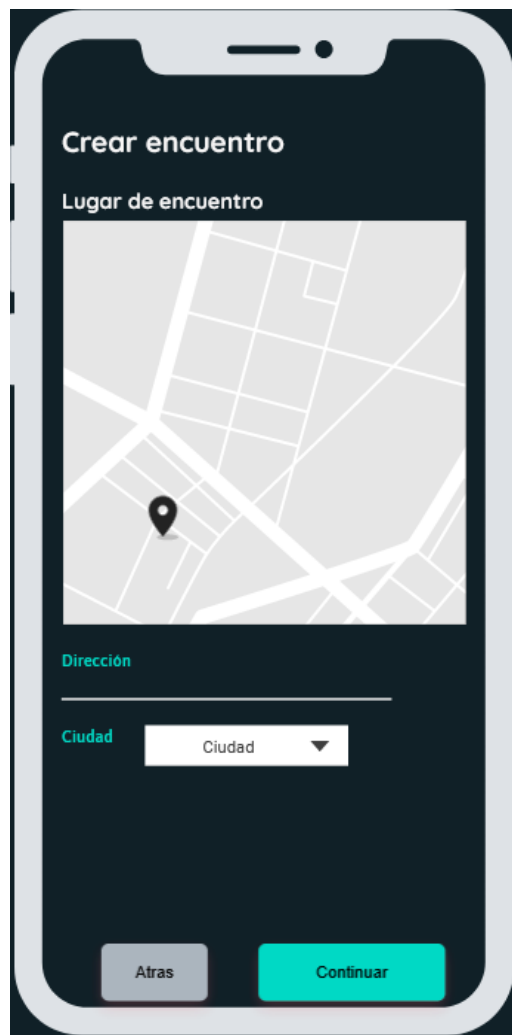 Crear encuentro
Lugar de encuentro
Dirección
Ciudad Ciudad
Atras Continuar